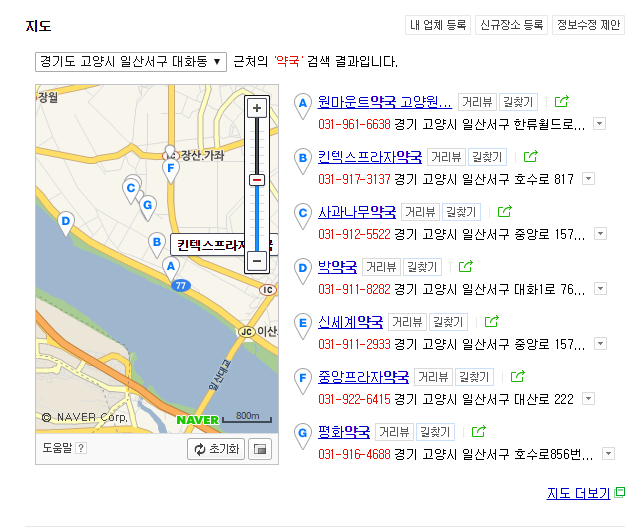 지도
내 업체 등록 신규장소 등록 정보수정 제안
경기도 고양시 일산서구 대화동 ▼ 근처의 '약국' 검색 결과입니다.
장월
장산.가좌
F
C
G
D
B
킨텍스프라자약국
A
77
IC
JC 이산
일산대교
© NAVER Corp.
NAVER 800m
도움말 ? 초기화
A 원마운트약국 고양원... 거리뷰 길찾기
031-961-6638 경기 고양시 일산서구 한류월드로...
B 킨텍스프라자약국 거리뷰 길찾기
031-917-3137 경기 고양시 일산서구 호수로 817
C 사과나무약국 거리뷰 길찾기
031-912-5522 경기 고양시 일산서구 중앙로 157...
D 박약국 거리뷰 길찾기
031-911-8282 경기 고양시 일산서구 대화1로 76...
E 신세계약국 거리뷰 길찾기
031-911-2933 경기 고양시 일산서구 중앙로 157...
F 중앙프라자약국 거리뷰 길찾기
031-922-6415 경기 고양시 일산서구 대산로 222
G 평화약국 거리뷰 길찾기
031-916-4688 경기 고양시 일산서구 호수로856번...
지도 더보기